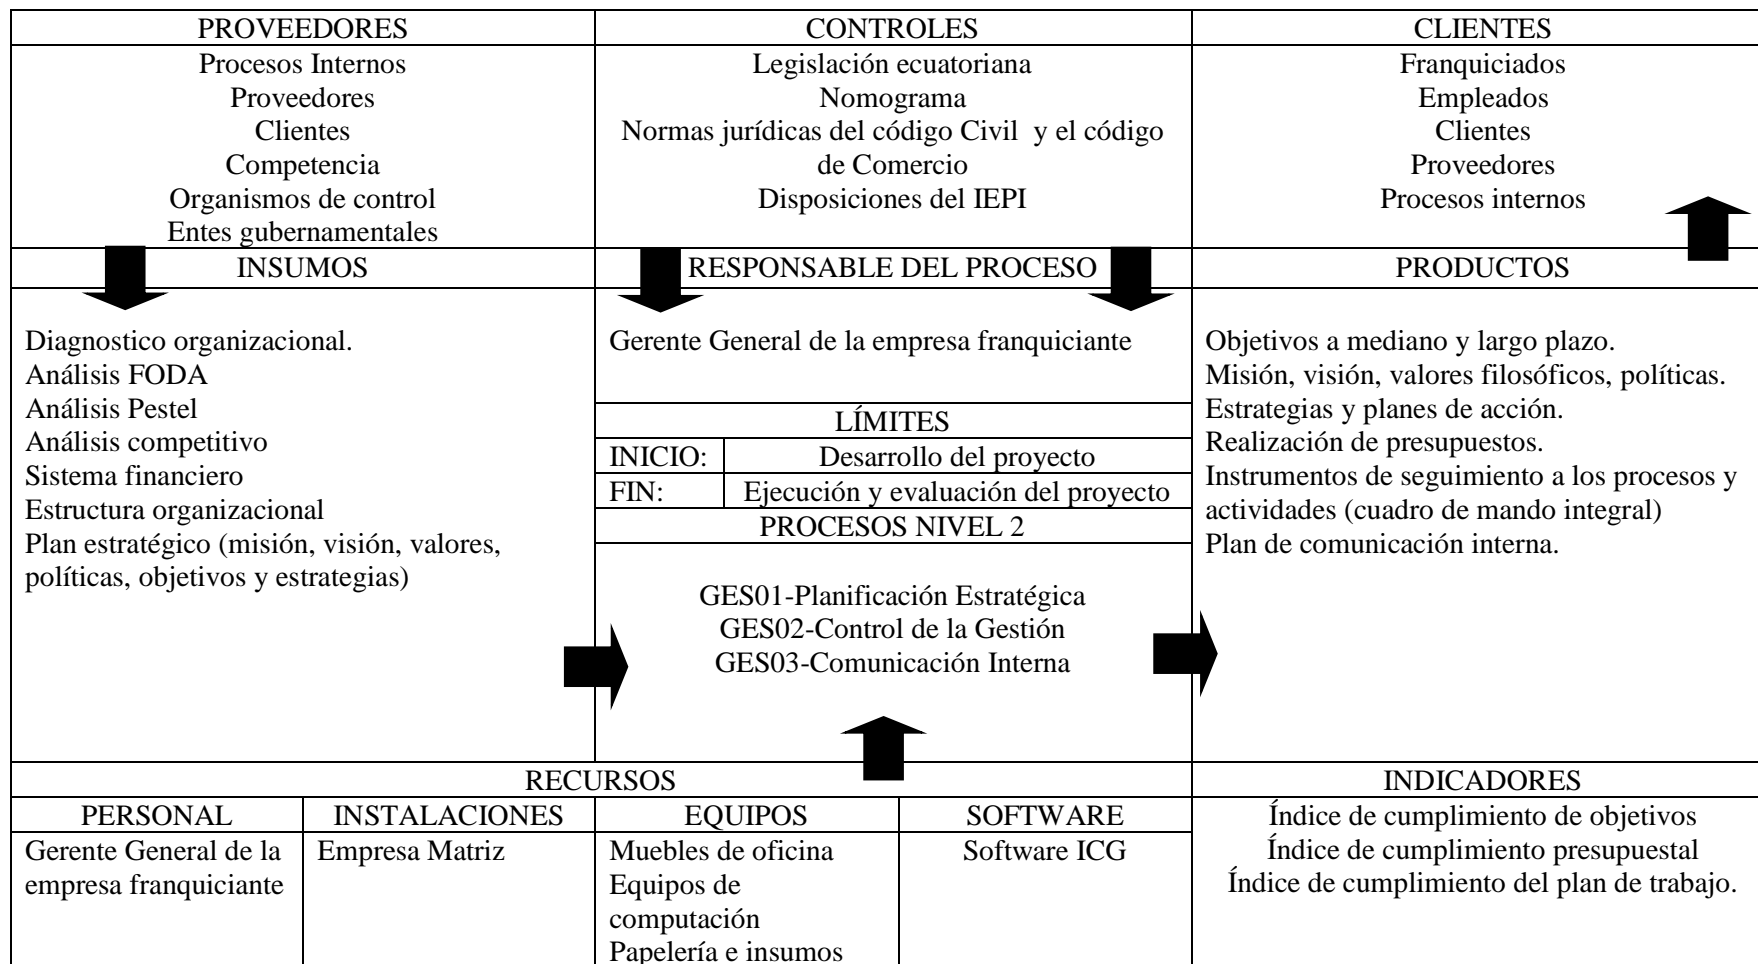 PROVEEDORES
Procesos Internos
Proveedores
Clientes
Competencia
Organismos de control
Entes gubernamentales
CONTROLES
Legislación ecuatoriana
Nomograma
Normas jurídicas del código Civil y el código
de Comercio
Disposiciones del IEPI
CLIENTES
Franquiciados
Empleados
Clientes
Proveedores
Procesos internos
INSUMOS
Diagnostico organizacional.
Análisis FODA
Análisis Pestel
Análisis competitivo
Sistema financiero
Estructura organizacional
Plan estratégico (misión, visión, valores,
políticas, objetivos y estrategias)
RESPONSABLE DEL PROCESO
Gerente General de la empresa franquiciante
LÍMITES
INICIO: Desarrollo del proyecto
FIN: Ejecución y evaluación del proyecto
PROCESOS NIVEL 2
GES01-Planificación Estratégica
GES02-Control de la Gestión
GES03-Comunicación Interna
PRODUCTOS
Objetivos a mediano y largo plazo.
Misión, visión, valores filosóficos, políticas.
Estrategias y planes de acción.
Realización de presupuestos.
Instrumentos de seguimiento a los procesos y
actividades (cuadro de mando integral)
Plan de comunicación interna.
RECURSOS
PERSONAL
Gerente General de la
empresa franquiciante
INSTALACIONES
Empresa Matriz
EQUIPOS
Muebles de oficina
Equipos de
computación
Papelería e insumos
SOFTWARE
Software ICG
INDICADORES
Índice de cumplimiento de objetivos
Índice de cumplimiento presupuestal
Índice de cumplimiento del plan de trabajo.